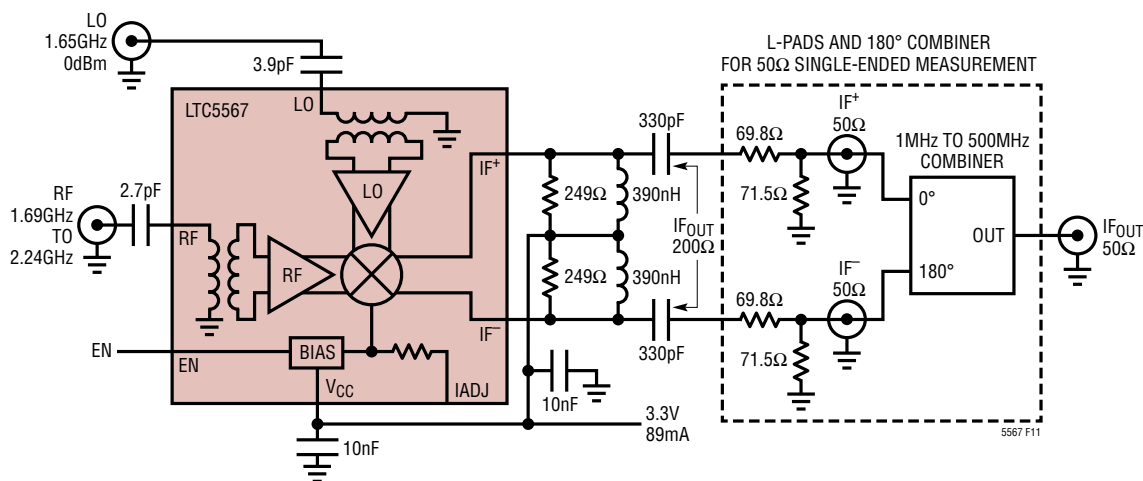 LO
1.65GHz
0dBm
3.9pF
LTC5567
LO
LO
RF
1.69GHz
TO
2.24GHz
2.7pF
RF
RF
EN
EN
BIAS
VCC
IADJ
10nF
IF+
IF–
249Ω
249Ω
390nH
390nH
330pF
330pF
IFOUT
200Ω
10nF
3.3V
89mA
L-PADS AND 180° COMBINER
FOR 50Ω SINGLE-ENDED MEASUREMENT
69.8Ω
71.5Ω
IF+
50Ω
69.8Ω
71.5Ω
IF–
50Ω
1MHz TO 500MHz
COMBINER
0°
180°
OUT
IFOUT
50Ω
5567 F11